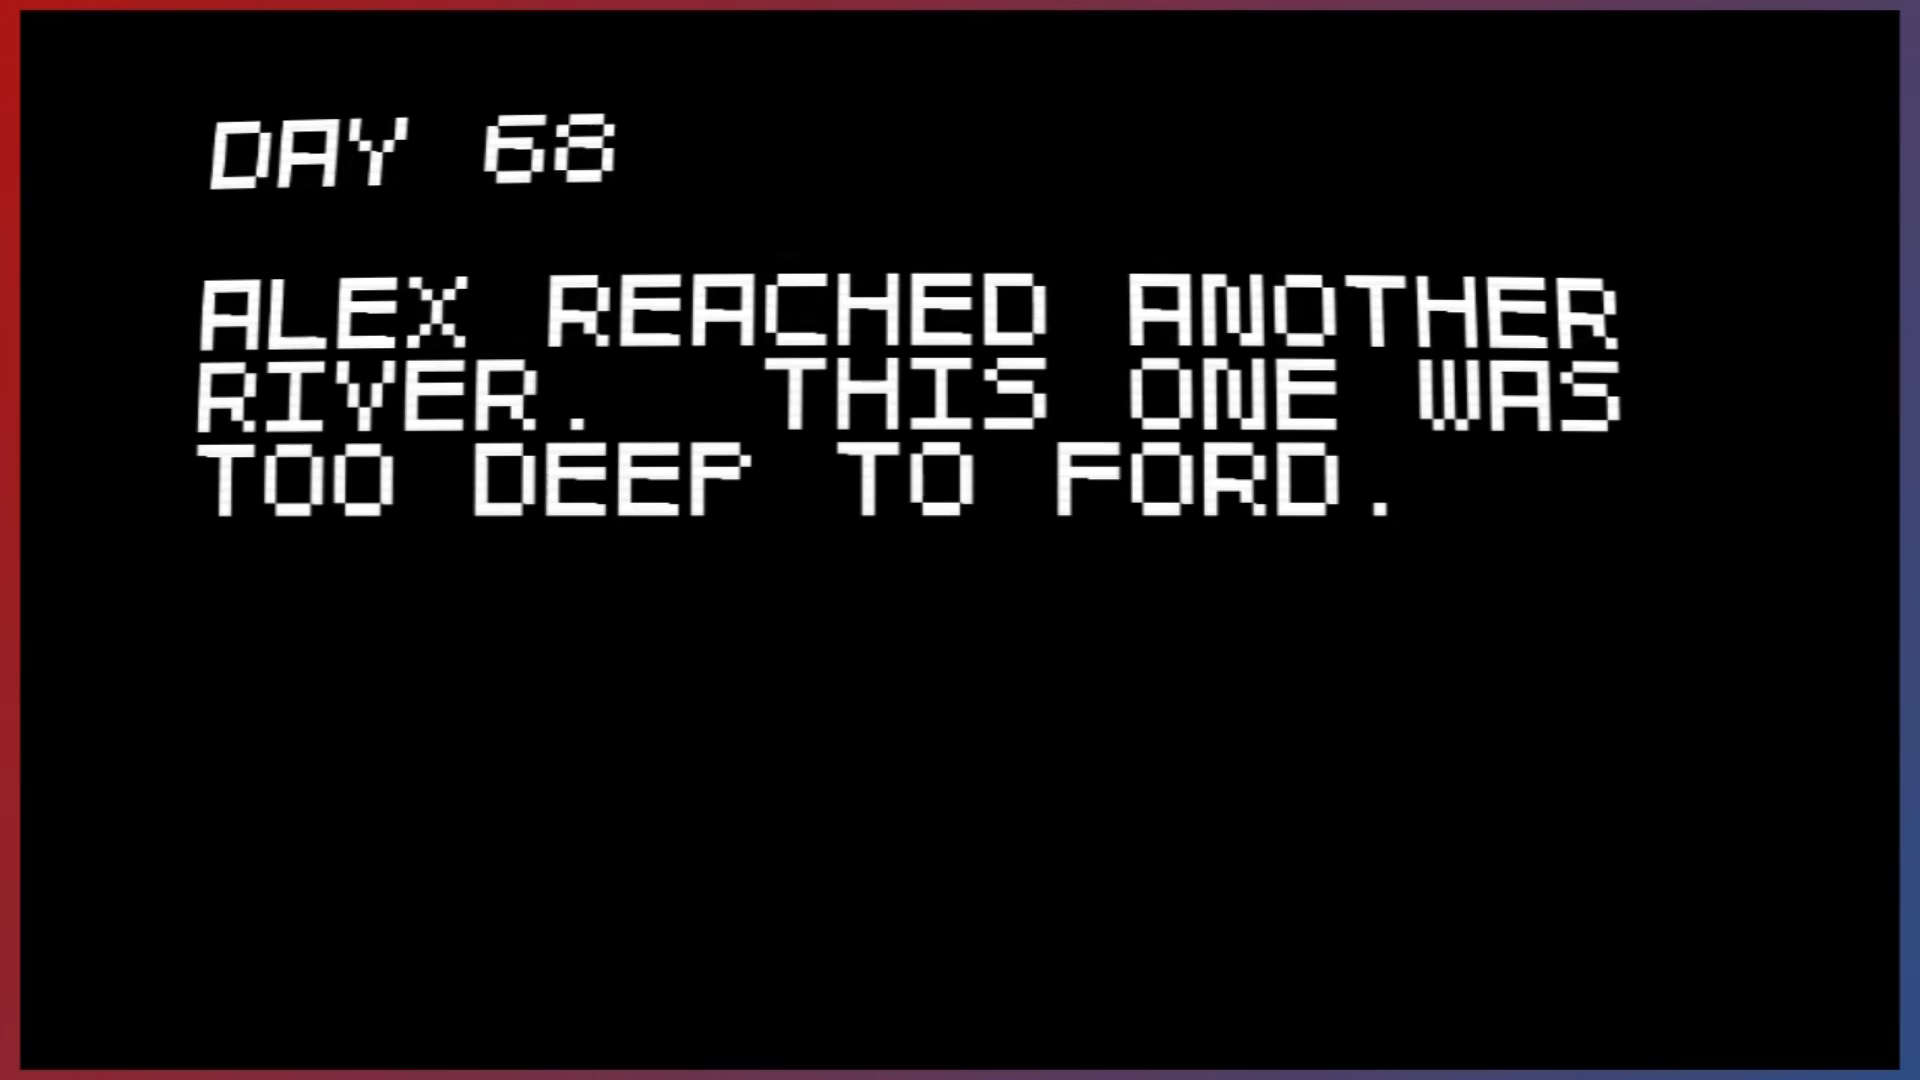 DAY 68
ALEX REACHED ANOTHER
RIVER.  THIS ONE WAS
TOO DEEP TO FORD.